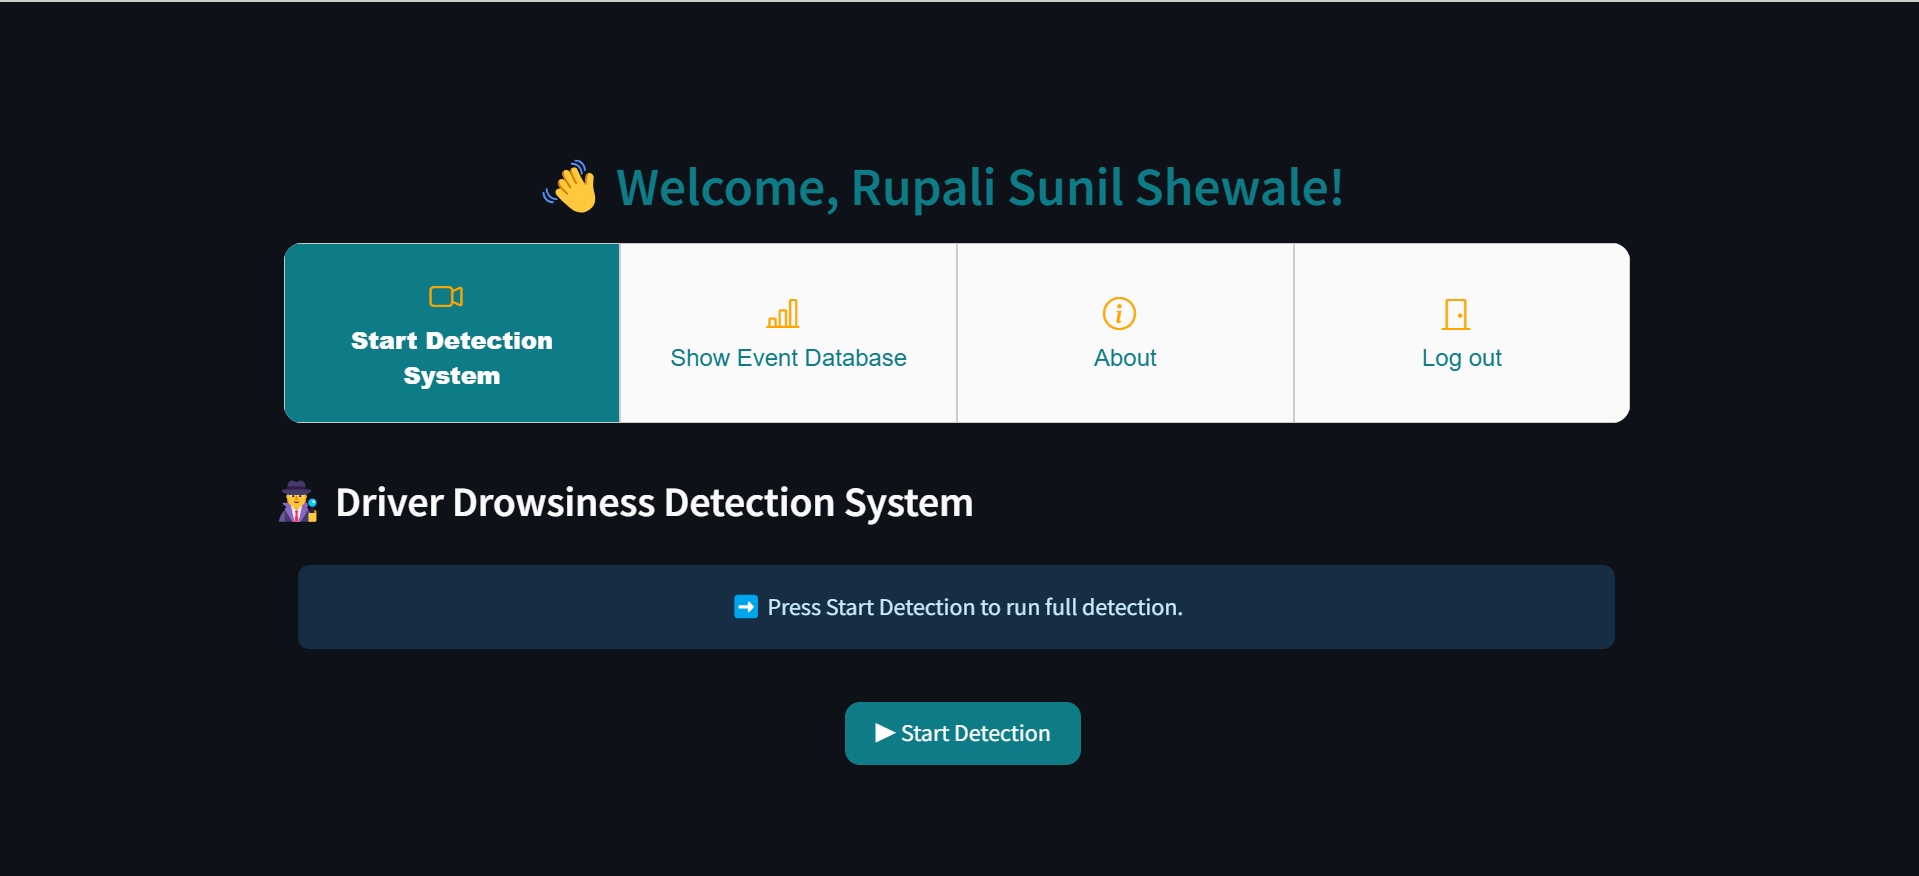 👋 Welcome, Rupali Sunil Shewale!
Start Detection
System
Show Event Database
About
Log out
🕵️ Driver Drowsiness Detection System
➡️ Press Start Detection to run full detection.
▶ Start Detection